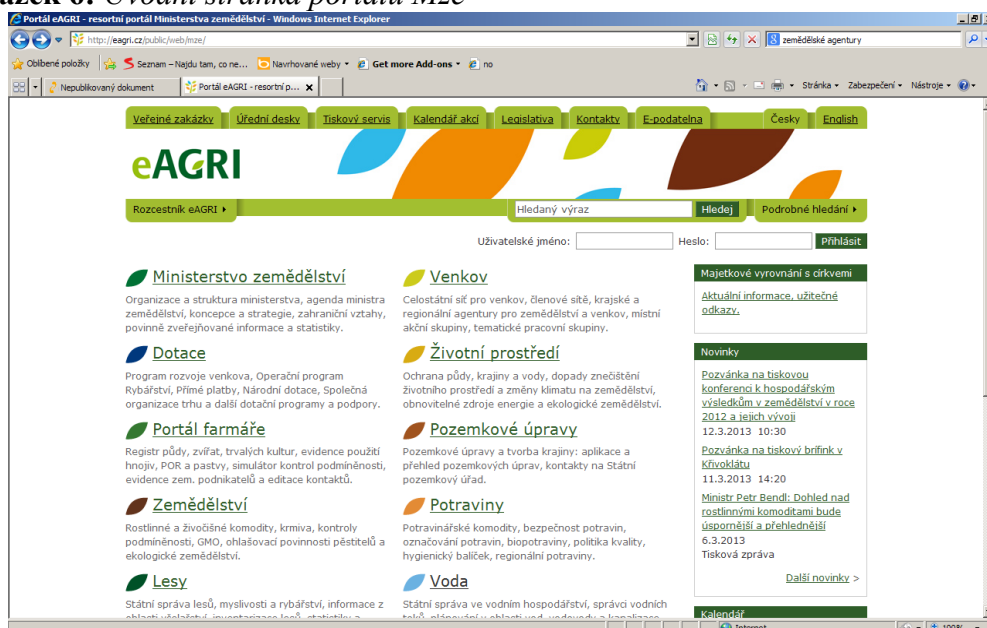 Úvodní stránka portálu MZe
Portál eAGRI - resortní portál Ministerstva zemědělství - Windows Internet Explorer
http://eagri.cz/public/web/mze/
zemědělské agentury
Oblíbené položky
Seznam – Najdu tam, co ne...
Navrhované weby
Get more Add-ons
no
Nepublikovaný dokument
Portál eAGRI - resortní p...
Stránka
Zabezpečení
Nástroje
Veřejné zakázky
Úřední desky
Tiskový servis
Kalendář akcí
Legislativa
Kontakty
E-podatelna
Česky
English
eAGRI
Rozcestník eAGRI
Hledaný výraz
Hledej
Podrobné hledání
Uživatelské jméno:
Heslo:
Přihlásit
Ministerstvo zemědělství
Organizace a struktura ministerstva, agenda ministra
zemědělství, koncepce a strategie, zahraniční vztahy,
povinně zveřejňované informace a statistiky.
Venkov
Celostátní síť pro venkov, členové sítě, krajské a
regionální agentury pro zemědělství a venkov, místní
akční skupiny, tematické pracovní skupiny.
Dotace
Program rozvoje venkova, Operační program
Rybářství, Přímé platby, Národní dotace, Společná
organizace trhu a další dotační programy a podpory.
Životní prostředí
Ochrana půdy, krajiny a vody, dopady znečištění
životního prostředí a změny klimatu na zemědělství,
obnovitelné zdroje energie a ekologické zemědělství.
Portál farmáře
Registr půdy, zvířat, trvalých kultur, evidence použití
hnojiv, POR a pastvy, simulátor kontrol podmíněnosti,
evidence zem. podnikatelů a editace kontaktů.
Pozemkové úpravy
Pozemkové úpravy a tvorba krajiny: aplikace a
přehled pozemkových úprav, kontakty na Státní
pozemkový úřad.
Zemědělství
Rostlinné a živočišné komodity, krmiva, kontroly
podmíněnosti, GMO, ohlašovací povinnosti pěstitelů a
ekologické zemědělství.
Potraviny
Potravinářské komodity, bezpečnost potravin,
označování potravin, biopotraviny, politika kvality,
hygienický balíček, regionální potraviny.
Lesy
Státní správa lesů, myslivosti a rybářství, informace z
Voda
Státní správa ve vodním hospodářství, správci vodních
Majetkové vyrovnání s církvemi
Aktuální informace, užitečné
odkazy.
Novinky
Pozvánka na tiskovou
konferenci k hospodářským
výsledkům v zemědělství v roce
2012 a jejich vývoji
12.3.2013 10:30
Pozvánka na tiskový brífink v
Křivoklátu
11.3.2013 14:20
Ministr Petr Bendl: Dohled nad
rostlinnými komoditami bude
úspornější a přehlednější
6.3.2013
Tisková zpráva
Další novinky >
Kalendář
Internet
100%